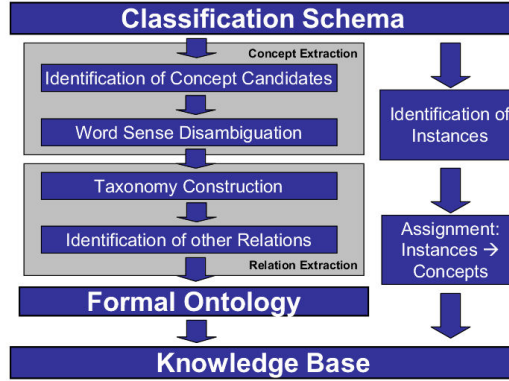 Classification Schema
Concept Extraction
Identification of Concept Candidates
Word Sense Disambiguation
Taxonomy Construction
Identification of other Relations
Relation Extraction
Formal Ontology
Identification of
Instances
Assignment:
Instances →
Concepts
Knowledge Base